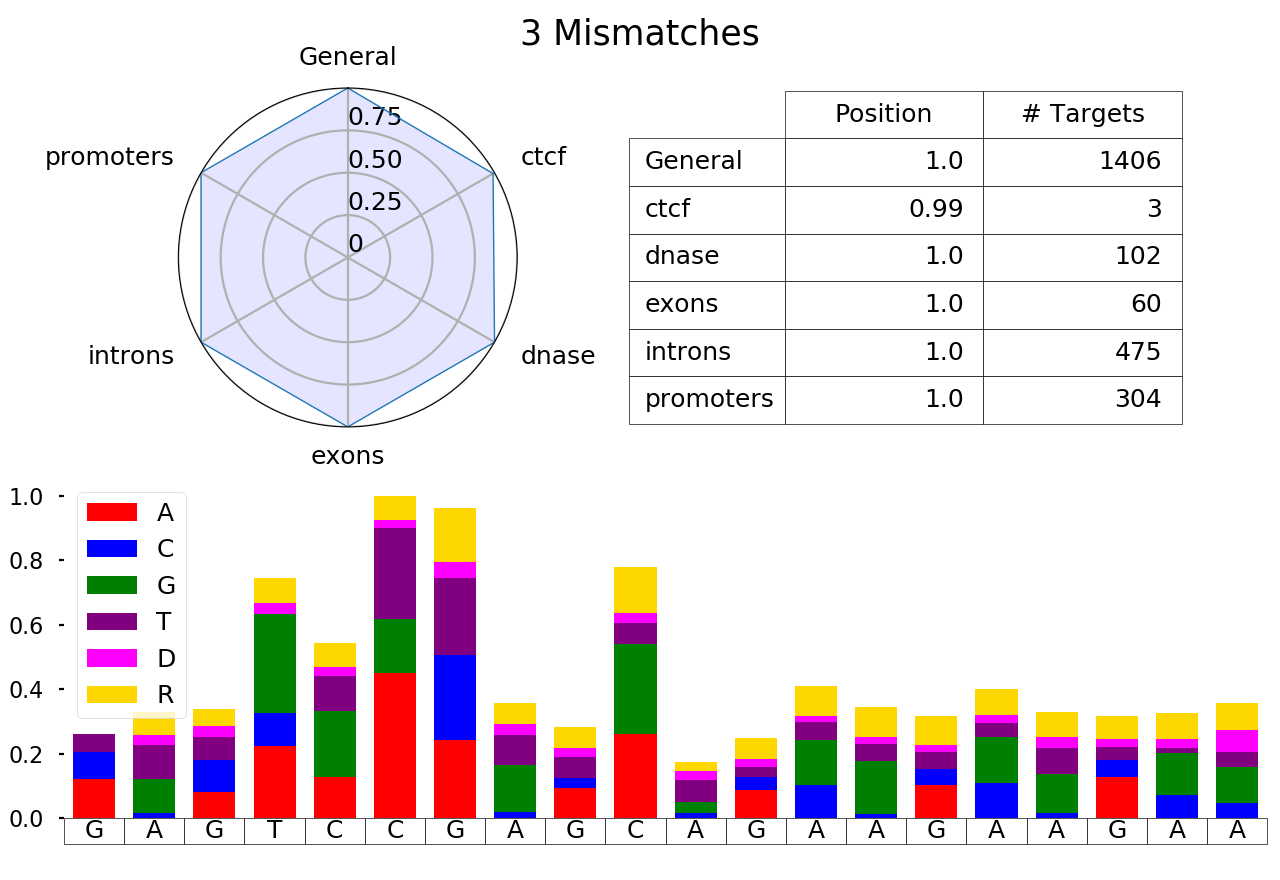 3 Mismatches
General
promoters
ctcf
introns
dnase
exons
0.75
0.50
0.25
0
Position # Targets
General 1.0 1406
ctcf 0.99 3
dnase 1.0 102
exons 1.0 60
introns 1.0 475
promoters 1.0 304
1.0
0.8
0.6
0.4
0.2
0.0
A
C
G
T
D
R
G A G T C C G A G C A G A A G A A G A A